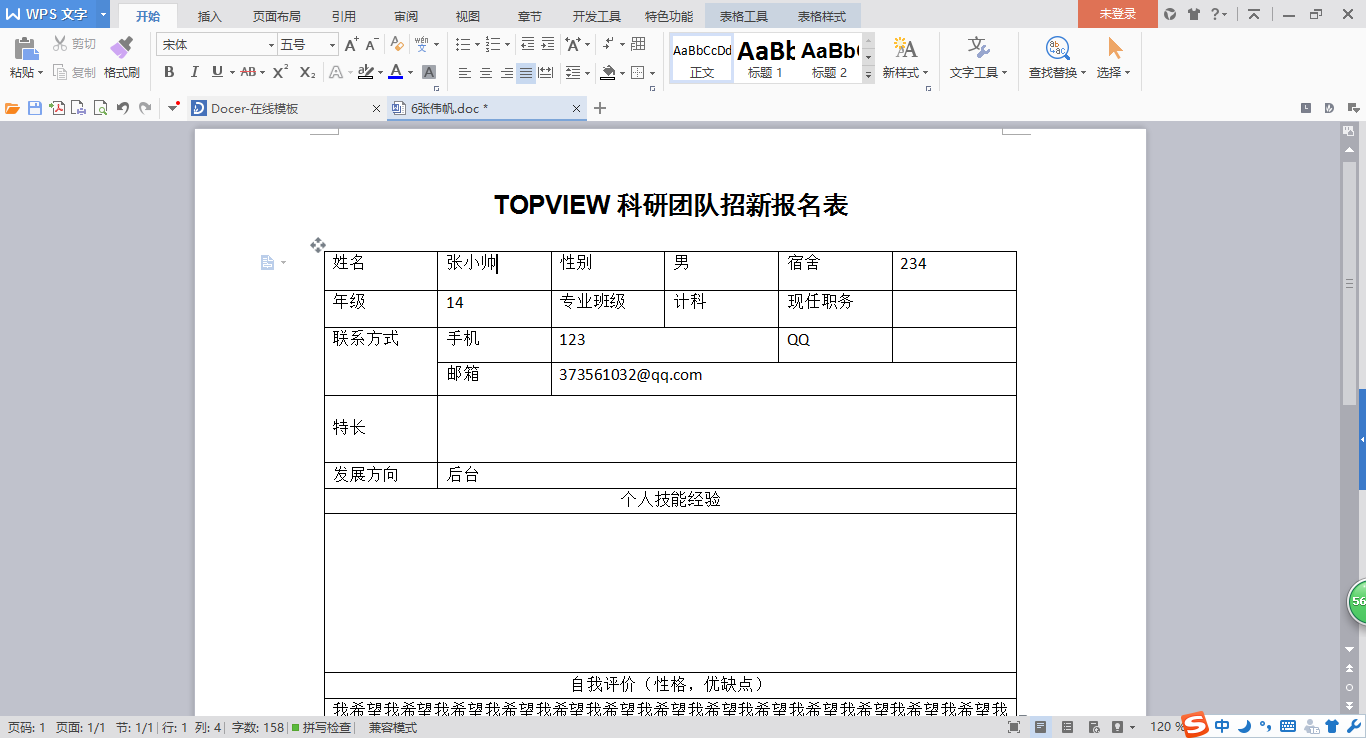 WPS 文字 开始 插入 页面布局 引用 审阅 视图 章节 开发工具 特色功能 表格工具 表格样式 未登录
粘贴 剪切 复制 格式刷 宋体 五号 AaBbCcDd 正文 AaBb 标题 1 AaBb 标题 2 新样式 文字工具 查找替换 选择
Docer-在线模板 6张伟帆.doc *
TOPVIEW 科研团队招新报名表
姓名 张小帅 性别 男 宿舍 234
年级 14 专业班级 计科 现任职务
联系方式 手机 123 QQ
邮箱 373561032@qq.com
特长
发展方向 后台
个人技能经验
56
自我评价（性格，优缺点）
我希望我希望我希望我希望我希望我希望我希望我希望我希望我希望我希望我希望我希望我
页码: 1 页面: 1/1 节: 1/1 行: 1 列: 4 字数: 158 拼写检查 兼容模式 120 % 中